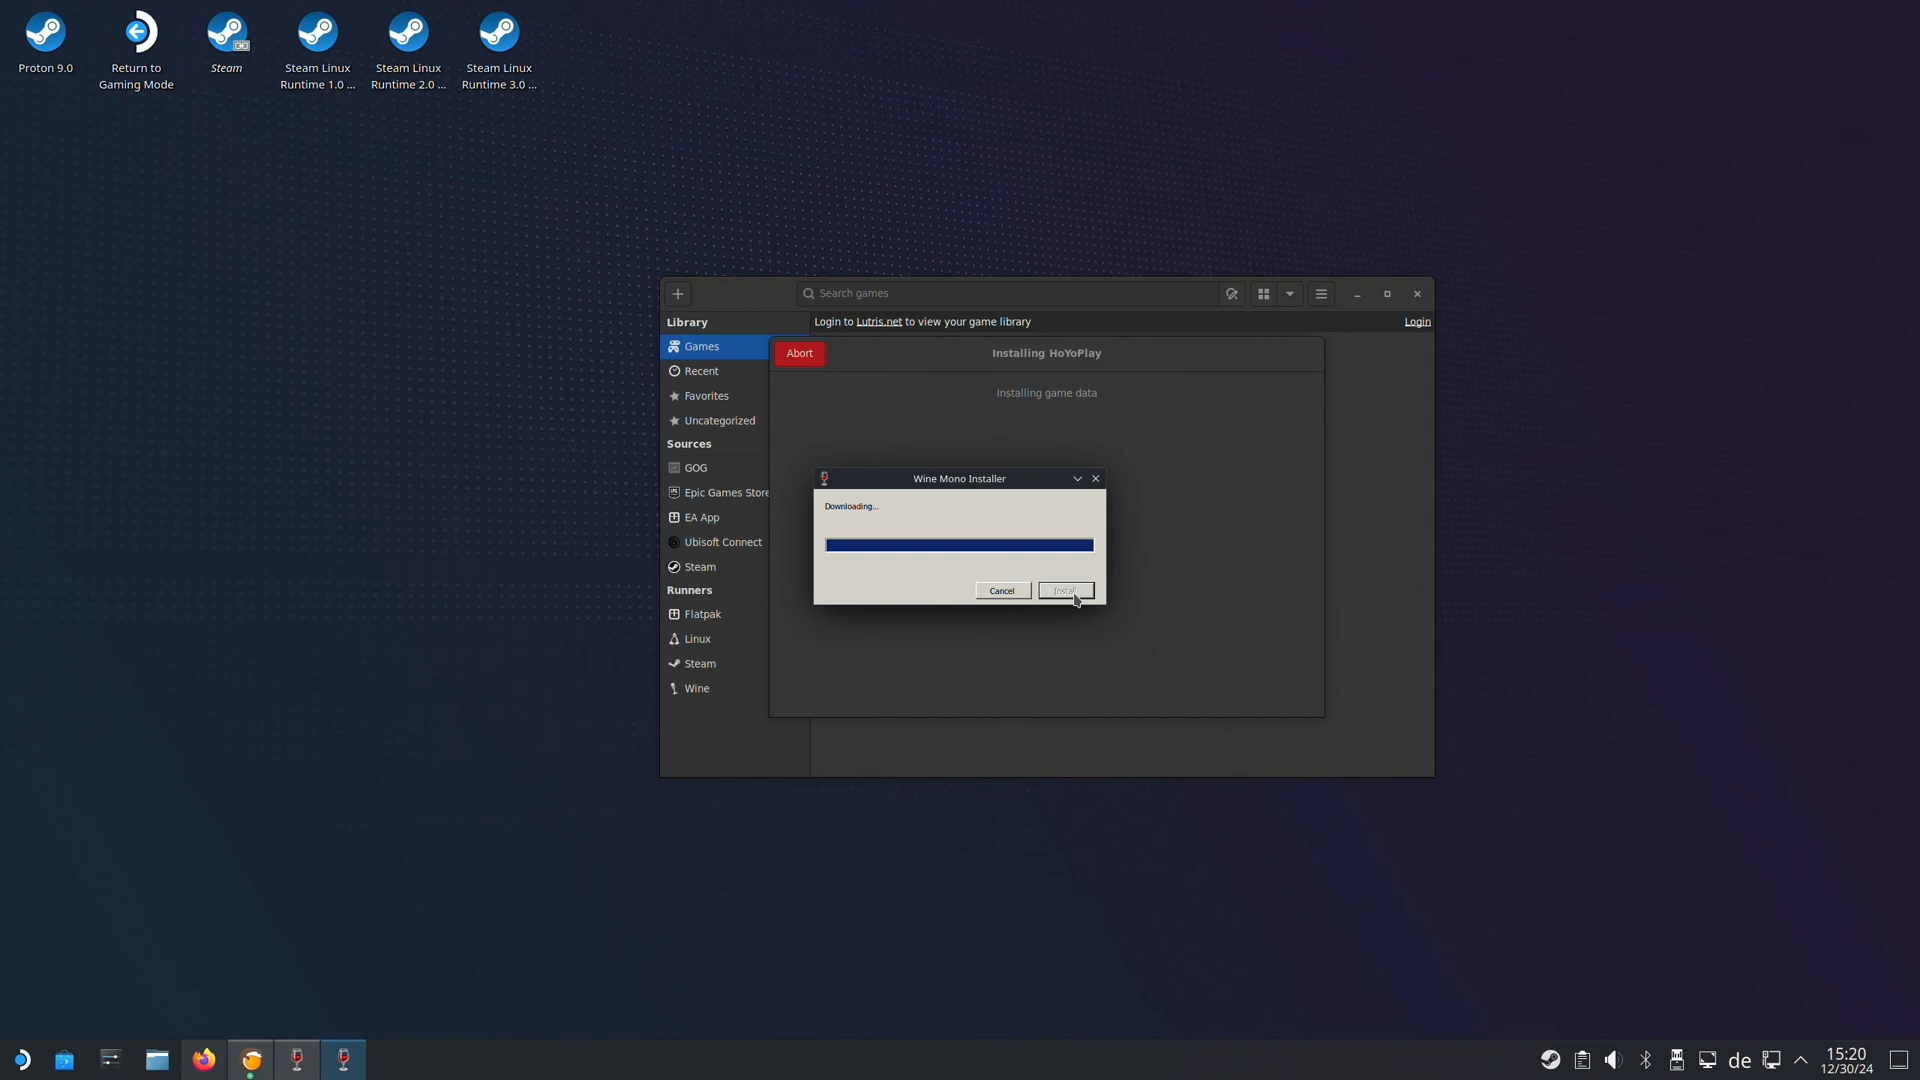 Proton 9.0
Return to
Gaming Mode
Steam
Steam Linux
Runtime 1.0 ...
Steam Linux
Runtime 2.0 ...
Steam Linux
Runtime 3.0 ...
Search games
Library
Login to Lutris.net to view your game library
Login
Games
Abort
Installing HoYoPlay
Recent
Installing game data
Favorites
Uncategorized
Sources
GOG
Epic Games Store
EA App
Ubisoft Connect
Steam
Runners
Flatpak
Linux
Steam
Wine
Wine Mono Installer
Downloading...
Cancel
Install
de
15:20
12/30/24